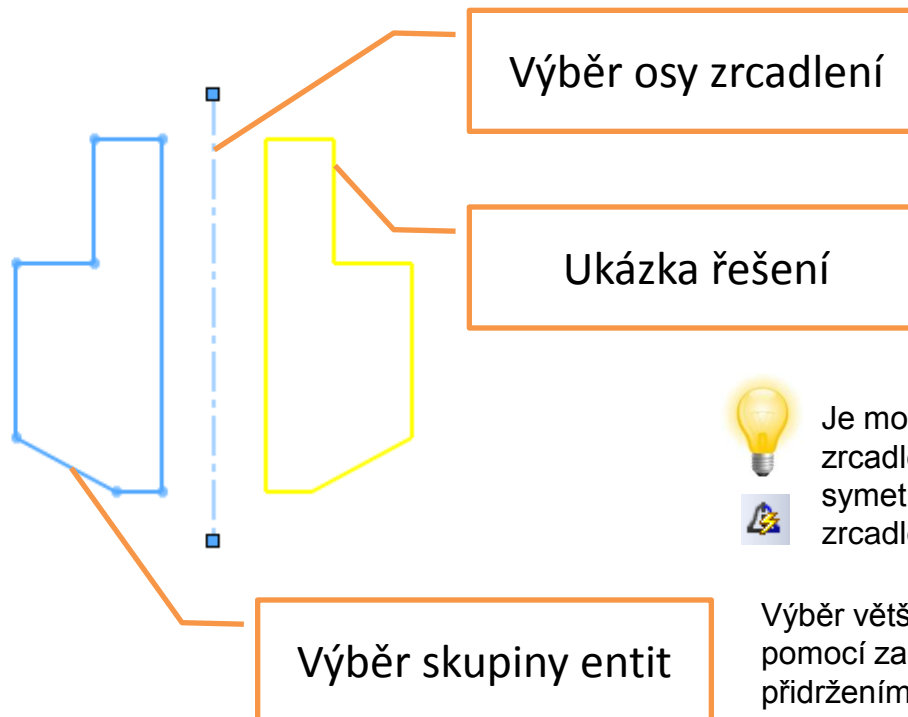 Výběr osy zrcadlení
Ukázka řešení
Je mo
zrcadl
symet
zrcadl
Výběr skupiny entit
Výběr větš
pomocí za
přidržením